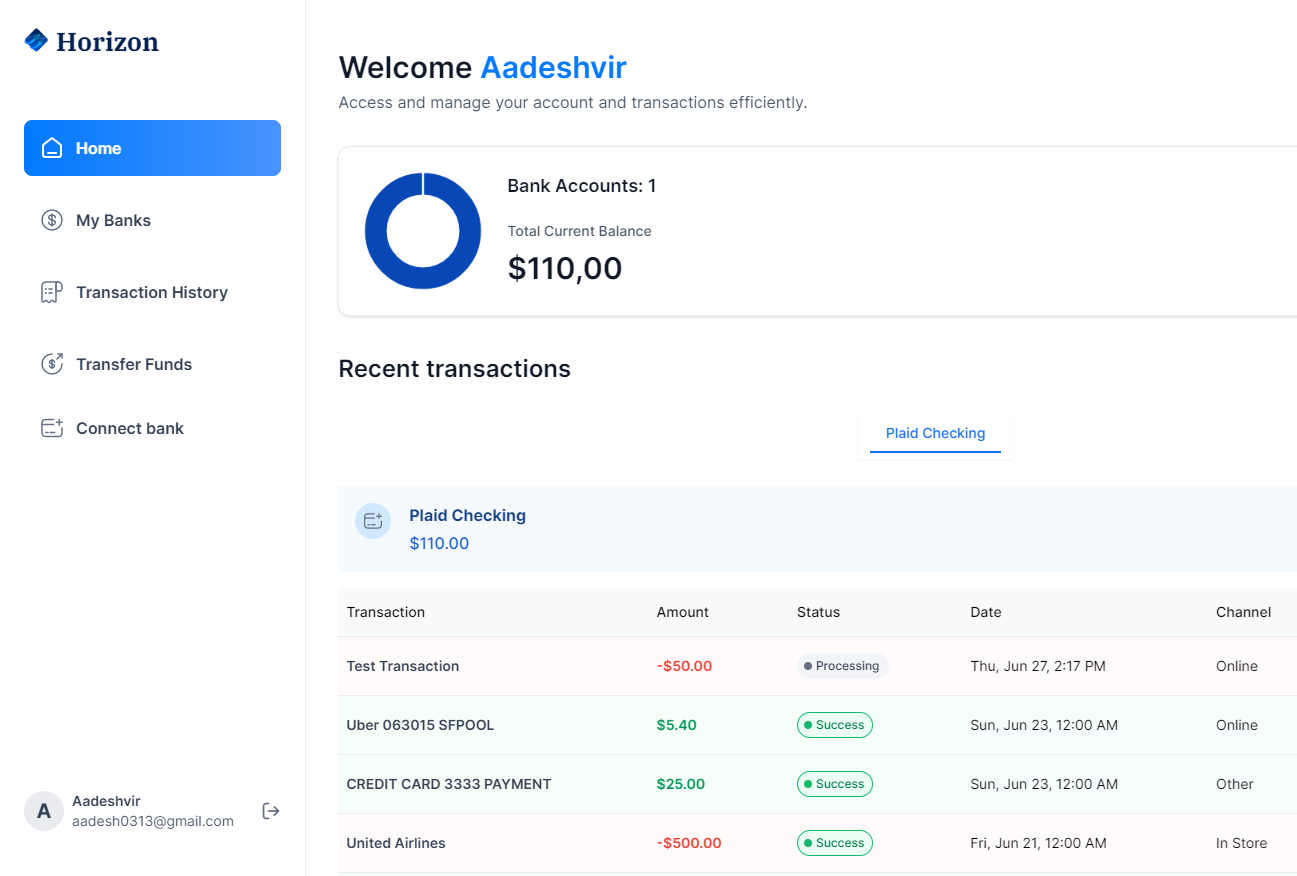 Horizon
Home
My Banks
Transaction History
Transfer Funds
Connect bank
A
Aadeshvir
aadesh0313@gmail.com
Welcome Aadeshvir
Access and manage your account and transactions efficiently.
Bank Accounts: 1
Total Current Balance
$110,00
Recent transactions
Plaid Checking
Plaid Checking
$110.00
Transaction Amount Status Date Channel
Test Transaction -$50.00 Processing Thu, Jun 27, 2:17 PM Online
Uber 063015 SFPOOL $5.40 Success Sun, Jun 23, 12:00 AM Online
CREDIT CARD 3333 PAYMENT $25.00 Success Sun, Jun 23, 12:00 AM Other
United Airlines -$500.00 Success Fri, Jun 21, 12:00 AM In Store